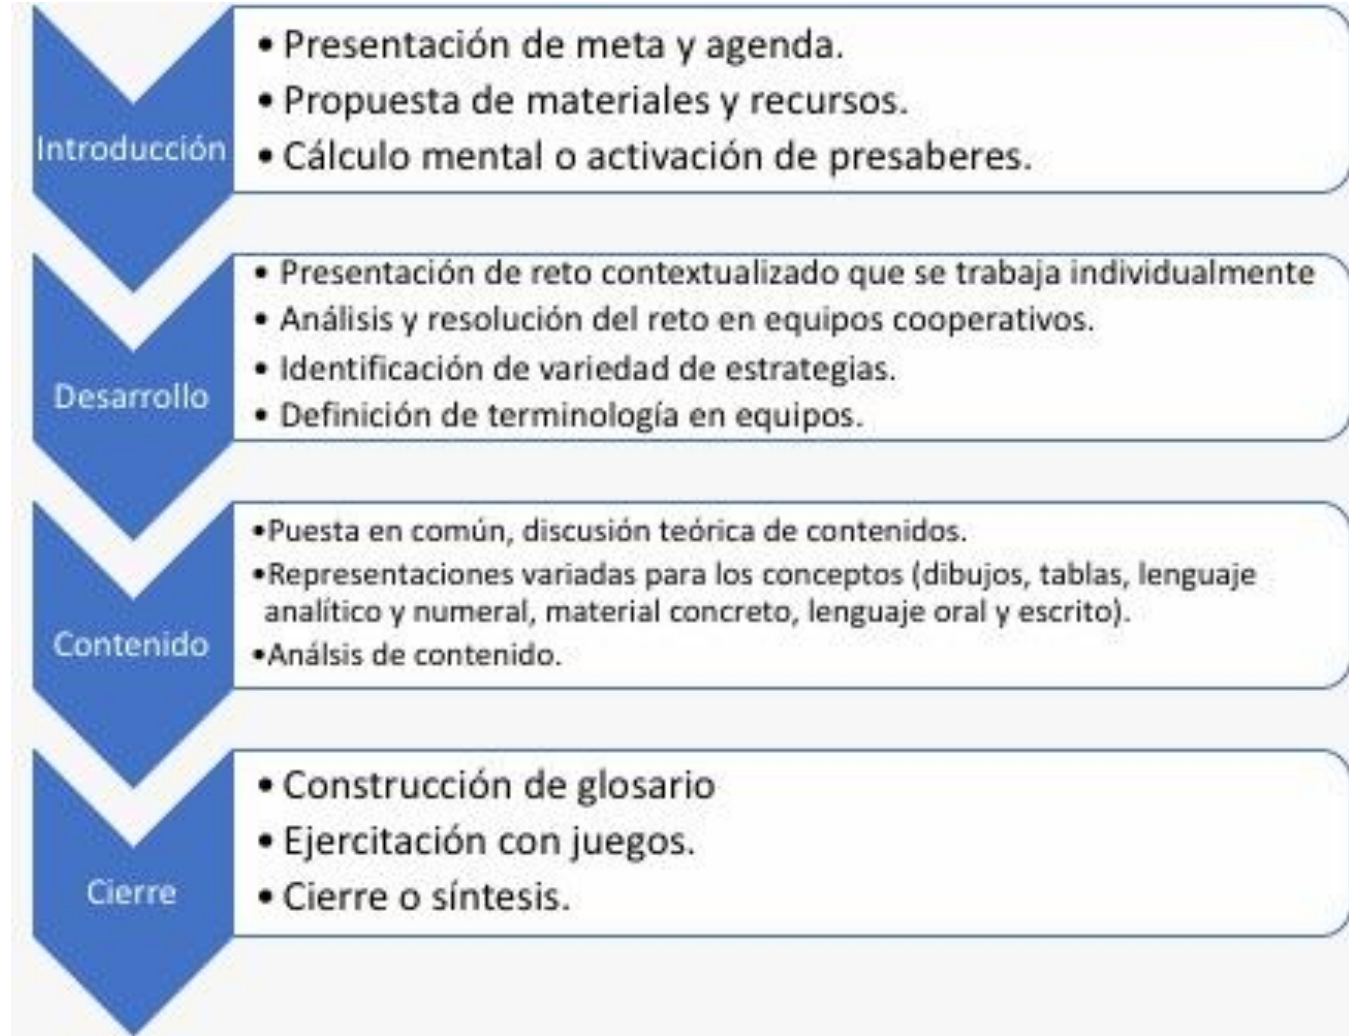 Introducción
• Presentación de meta y agenda.
• Propuesta de materiales y recursos.
• Cálculo mental o activación de presaberes.
Desarrollo
• Presentación de reto contextualizado que se trabaja individualmente
• Análisis y resolución del reto en equipos cooperativos.
• Identificación de variedad de estrategias.
• Definición de terminología en equipos.
Contenido
•Puesta en común, discusión teórica de contenidos.
•Representaciones variadas para los conceptos (dibujos, tablas, lenguaje
analítico y numeral, material concreto, lenguaje oral y escrito).
•Análsis de contenido.
Cierre
• Construcción de glosario
• Ejercitación con juegos.
• Cierre o síntesis.